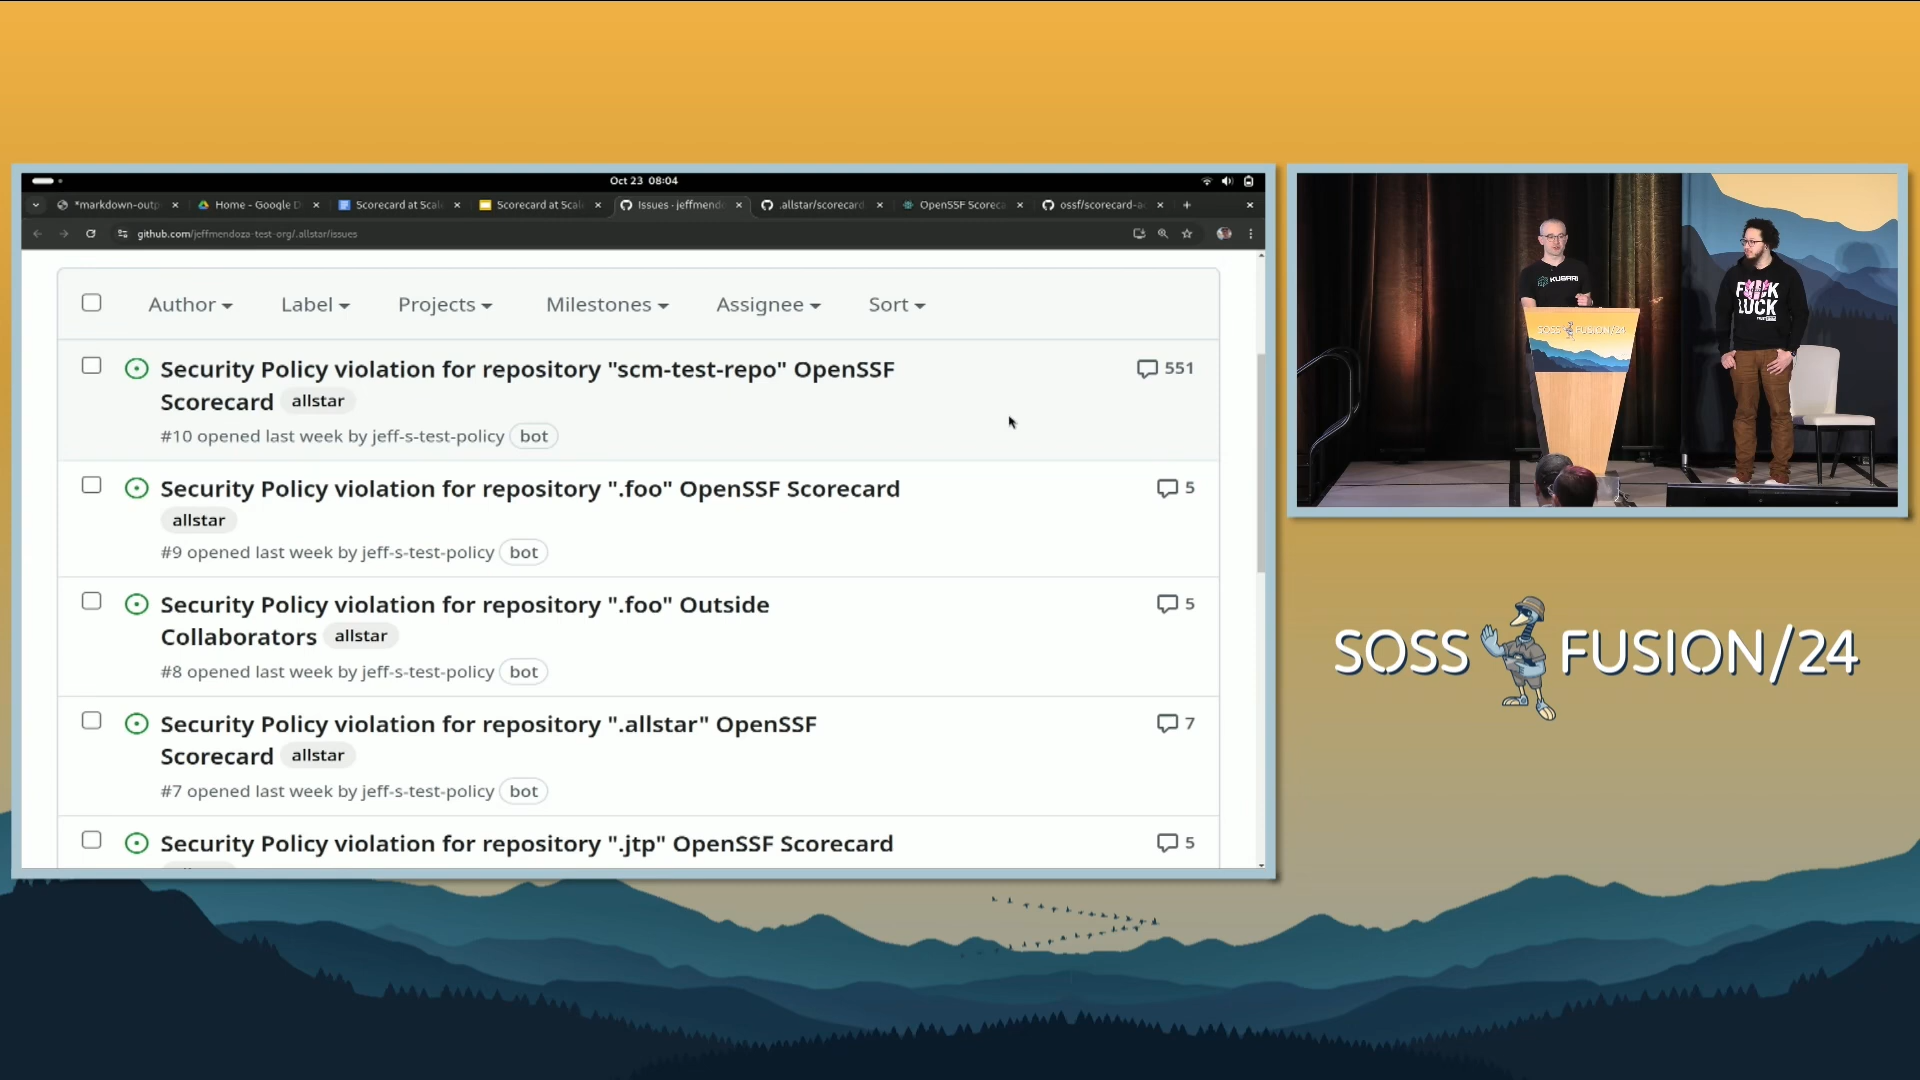 Oct 23 08:04
*markdown-outp
Home - Google D
Scorecard at Scal
Scorecard at Scal
Issues · jeffmend
.allstar/scorecard
OpenSSF Scorec
ossf/scorecard-a
github.com/jeffmendoza-test-org/.allstar/issues
Author Label Projects Milestones Assignee Sort
Security Policy violation for repository "scm-test-repo" OpenSSF
Scorecard allstar
551
#10 opened last week by jeff-s-test-policy bot
Security Policy violation for repository ".foo" OpenSSF Scorecard
5
allstar
#9 opened last week by jeff-s-test-policy bot
Security Policy violation for repository ".foo" Outside
Collaborators allstar
5
#8 opened last week by jeff-s-test-policy bot
Security Policy violation for repository ".allstar" OpenSSF
Scorecard allstar
7
#7 opened last week by jeff-s-test-policy bot
Security Policy violation for repository ".jtp" OpenSSF Scorecard
5
KUSARI
LUCK
SOSS FUSION/24
SOSS FUSION/24